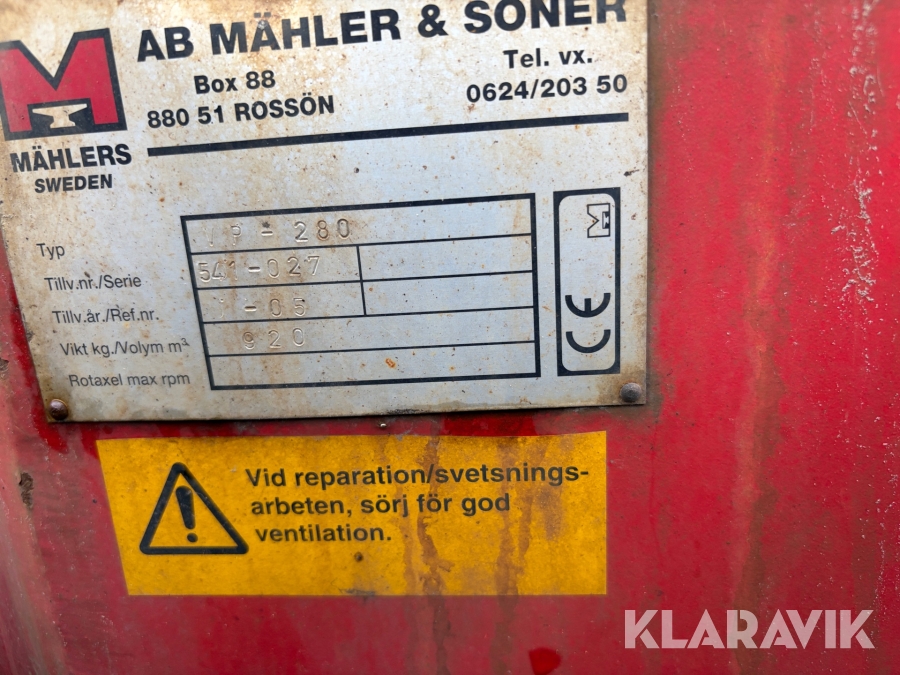 AB MÄHLER & SÖNER
Box 88
880 51 ROSSÖN
Tel. vx.
0624/203 50
MÄHLERS
SWEDEN
Typ
P-280
Tillv.nr./Serie
541-027
Tillv.år./Ref.nr.
-05
Vikt kg./Volym m³
920
Rotaxel max rpm
CE
Vid reparation/svetsnings-
arbeten, sörj för god
ventilation.
KLARAVIK